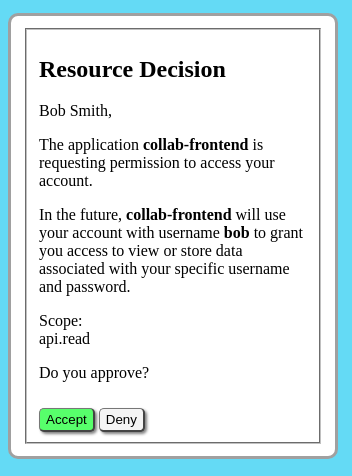 Resource Decision
Bob Smith,
The application collab-frontend is
requesting permission to access your
account.
In the future, collab-frontend will use
your account with username bob to grant
you access to view or store data
associated with your specific username
and password.
Scope:
api.read
Do you approve?
Accept Deny